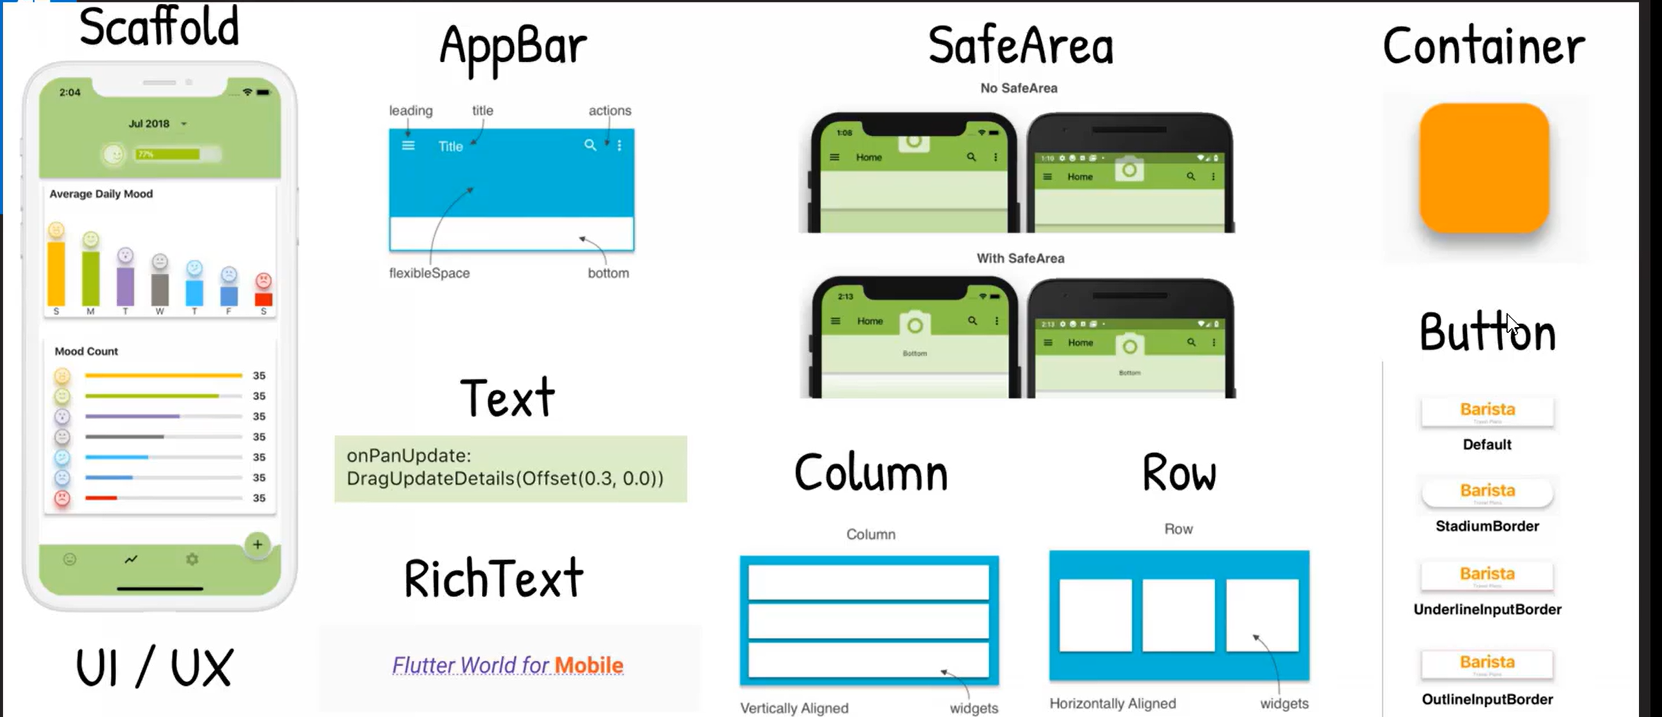 Scaffold
2:04
Jul 2018
77%
Average Daily Mood
S M T W T F S
Mood Count
35
35
35
35
35
35
35
UI / UX
AppBar
leading title actions
Title
flexibleSpace bottom
Text
onPanUpdate:
DragUpdateDetails(Offset(0.3, 0.0))
RichText
Flutter World for Mobile
SafeArea
No SafeArea
1:08
Home
Home
With SafeArea
2:13
Home
Bottom
2:13
Home
Bottom
Column
Column
Vertically Aligned widgets
Row
Row
Horizontally Aligned widgets
Container
Button
Barista
Default
Barista
StadiumBorder
Barista
UnderlineInputBorder
Barista
OutlineInputBorder